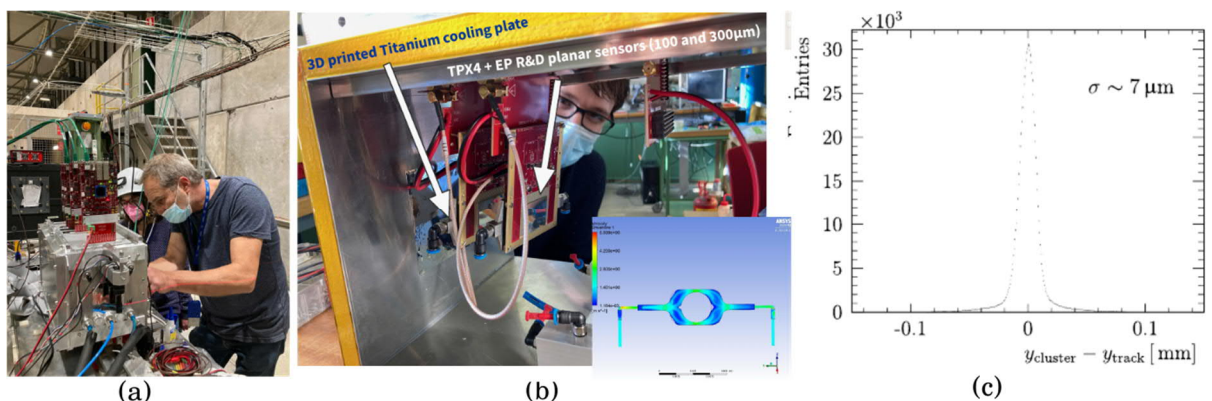 3D printed Titanium cooling plate
TPX4 + EP R&D planar sensors (100 and 300µm)
ANSYS
×10³
Entries
30
25
20
15
10
5
0
σ ∼ 7 µm
-0.1
0
0.1
y_cluster − y_track [mm]
(a)
(b)
(c)